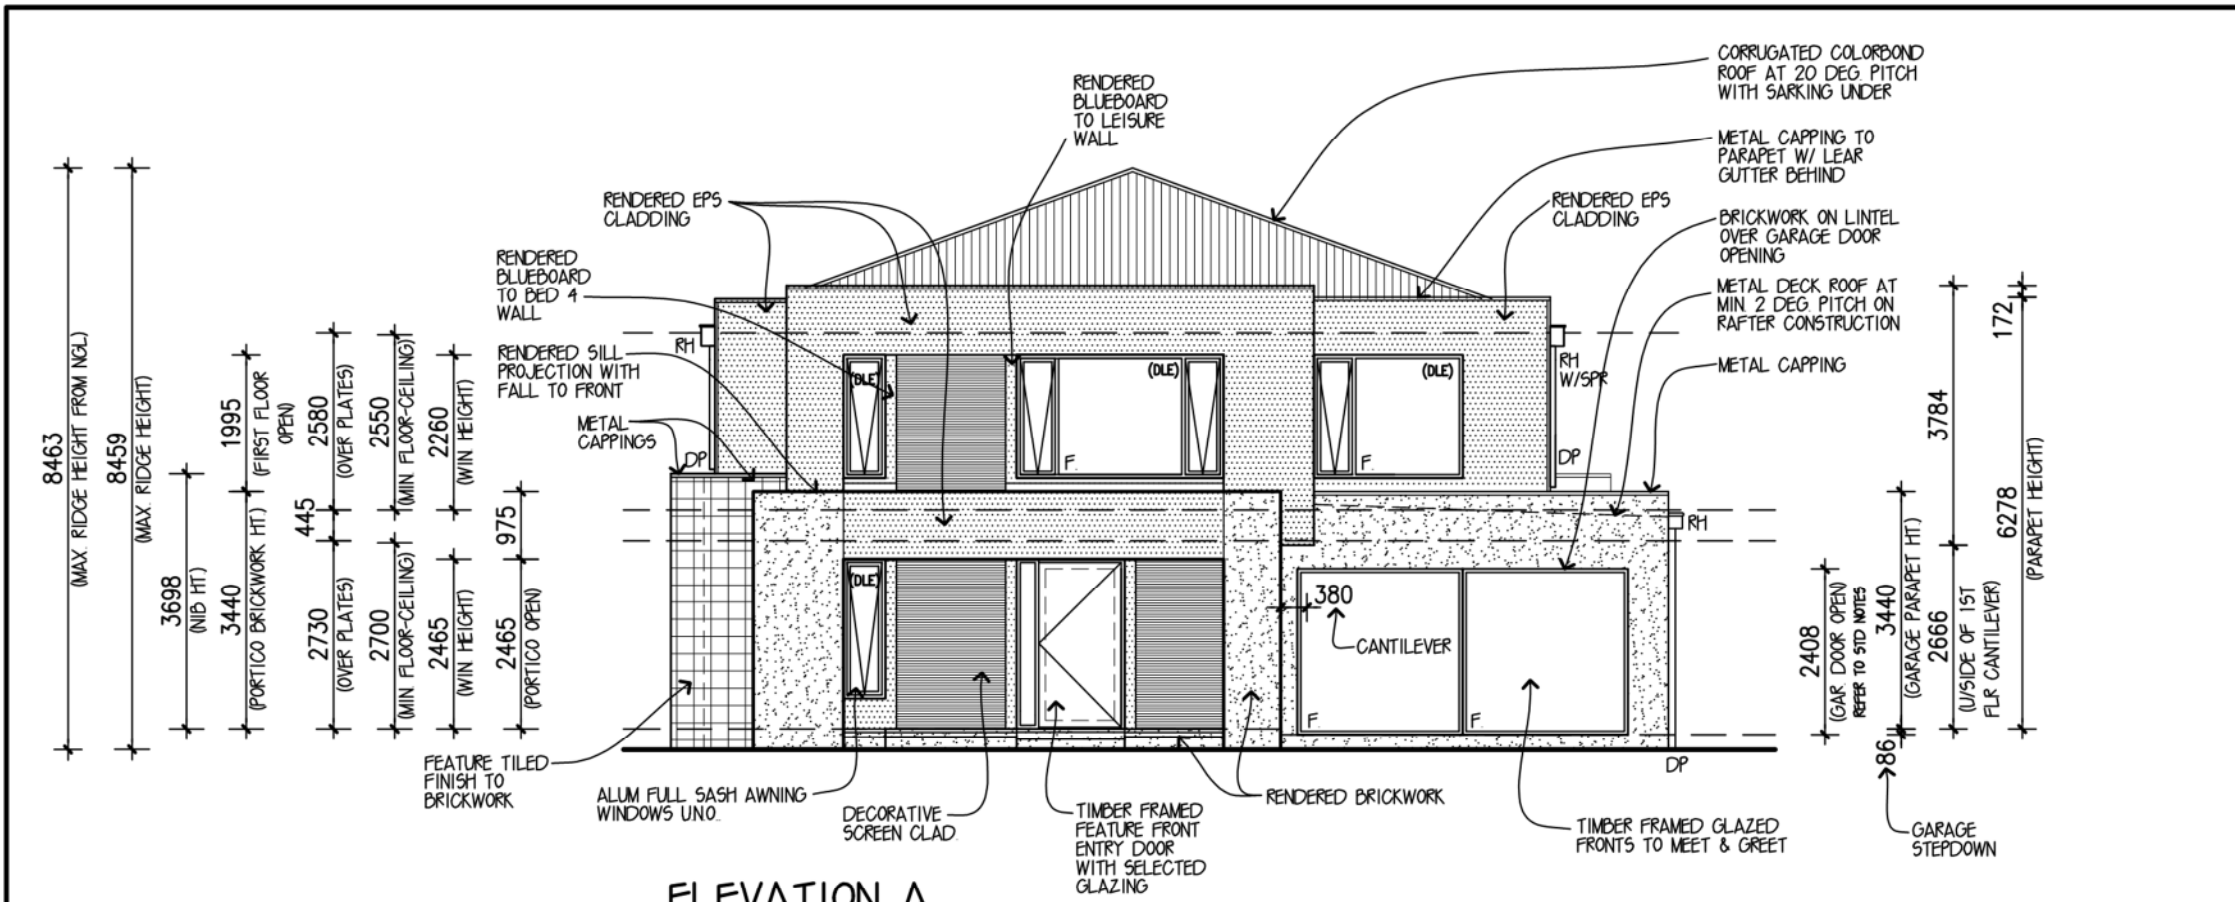 CORRUGATED COLORBOND
ROOF AT 20 DEG. PITCH
WITH SARKING UNDER
RENDERED
BLUEBOARD
TO LEISURE
WALL
METAL CAPPING TO
PARAPET W/ LEAR
GUTTER BEHIND
RENDERED EPS
CLADDING
RENDERED EPS
CLADDING
BRICKWORK ON LINTEL
OVER GARAGE DOOR
OPENING
RENDERED
BLUEBOARD
TO BED 4
WALL
METAL DECK ROOF AT
MIN. 2 DEG. PITCH ON
RAFTER CONSTRUCTION
RENDERED SILL
PROJECTION WITH
FALL TO FRONT
METAL CAPPING
METAL
CAPPINGS
RH
RH
W/SPR
DP
DP
RH
DP
(DLE)
(DLE)
(DLE)
(DLE)
F.
F.
F.
F.
380
CANTILEVER
8463
(MAX. RIDGE HEIGHT FROM NGL)
8459
(MAX. RIDGE HEIGHT)
3698
(NIB HT)
1995
(FIRST FLOOR
OPEN)
3440
(PORTICO BRICKWORK HT)
2580
(OVER PLATES)
445
2730
(OVER PLATES)
2550
(MIN. FLOOR-CEILING)
2700
(MIN FLOOR-CEILING)
2260
(WIN HEIGHT)
2465
(WIN HEIGHT)
975
2465
(PORTICO OPEN)
2408
(GAR. DOOR OPEN)
REFER TO STD NOTES
3440
(GARAGE PARAPET HT)
86
3784
2666
(U/SIDE OF 1ST
FLR CANTILEVER)
172
6278
(PARAPET HEIGHT)
FEATURE TILED
FINISH TO
BRICKWORK
ALUM FULL SASH AWNING
WINDOWS U.N.O.
DECORATIVE
SCREEN CLAD.
TIMBER FRAMED
FEATURE FRONT
ENTRY DOOR
WITH SELECTED
GLAZING
RENDERED BRICKWORK
TIMBER FRAMED GLAZED
FRONTS TO MEET & GREET
GARAGE
STEPDOWN
ELEVATION A